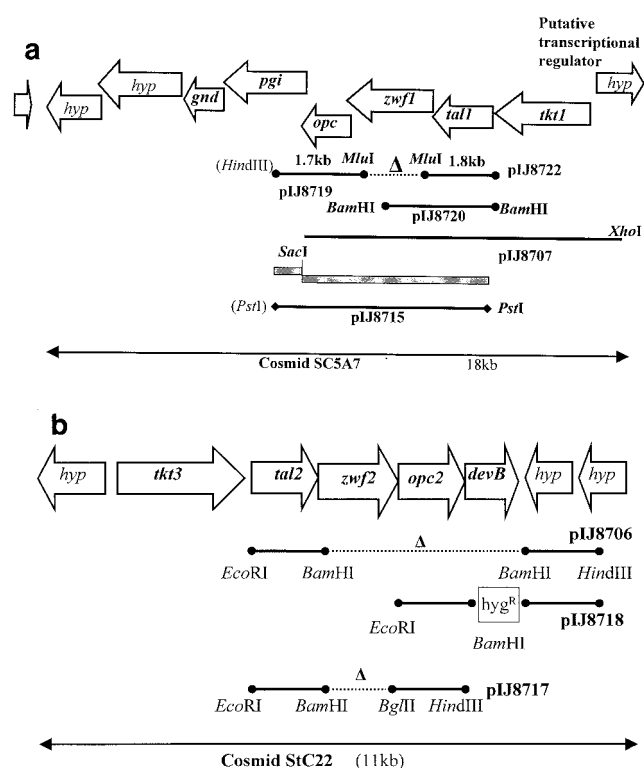 a
Putative
transcriptional
regulator
hyp
hyp
gnd
pgi
opc
zwf1
tal1
tkt1
hyp
(HindIII)
1.7kb
MluI
Δ
MluI
1.8kb
pIJ8722
pIJ8719
BamHI
pIJ8720
BamHI
XhoI
pIJ8707
SacI
(PstI)
pIJ8715
PstI
Cosmid SC5A7
18kb
b
hyp
tkt3
tal2
zwf2
opc2
devB
hyp
hyp
pIJ8706
Δ
EcoRI
BamHI
BamHI
HindIII
hygR
EcoRI
BamHI
pIJ8718
Δ
pIJ8717
EcoRI
BamHI
BglII
HindIII
Cosmid StC22 (11kb)